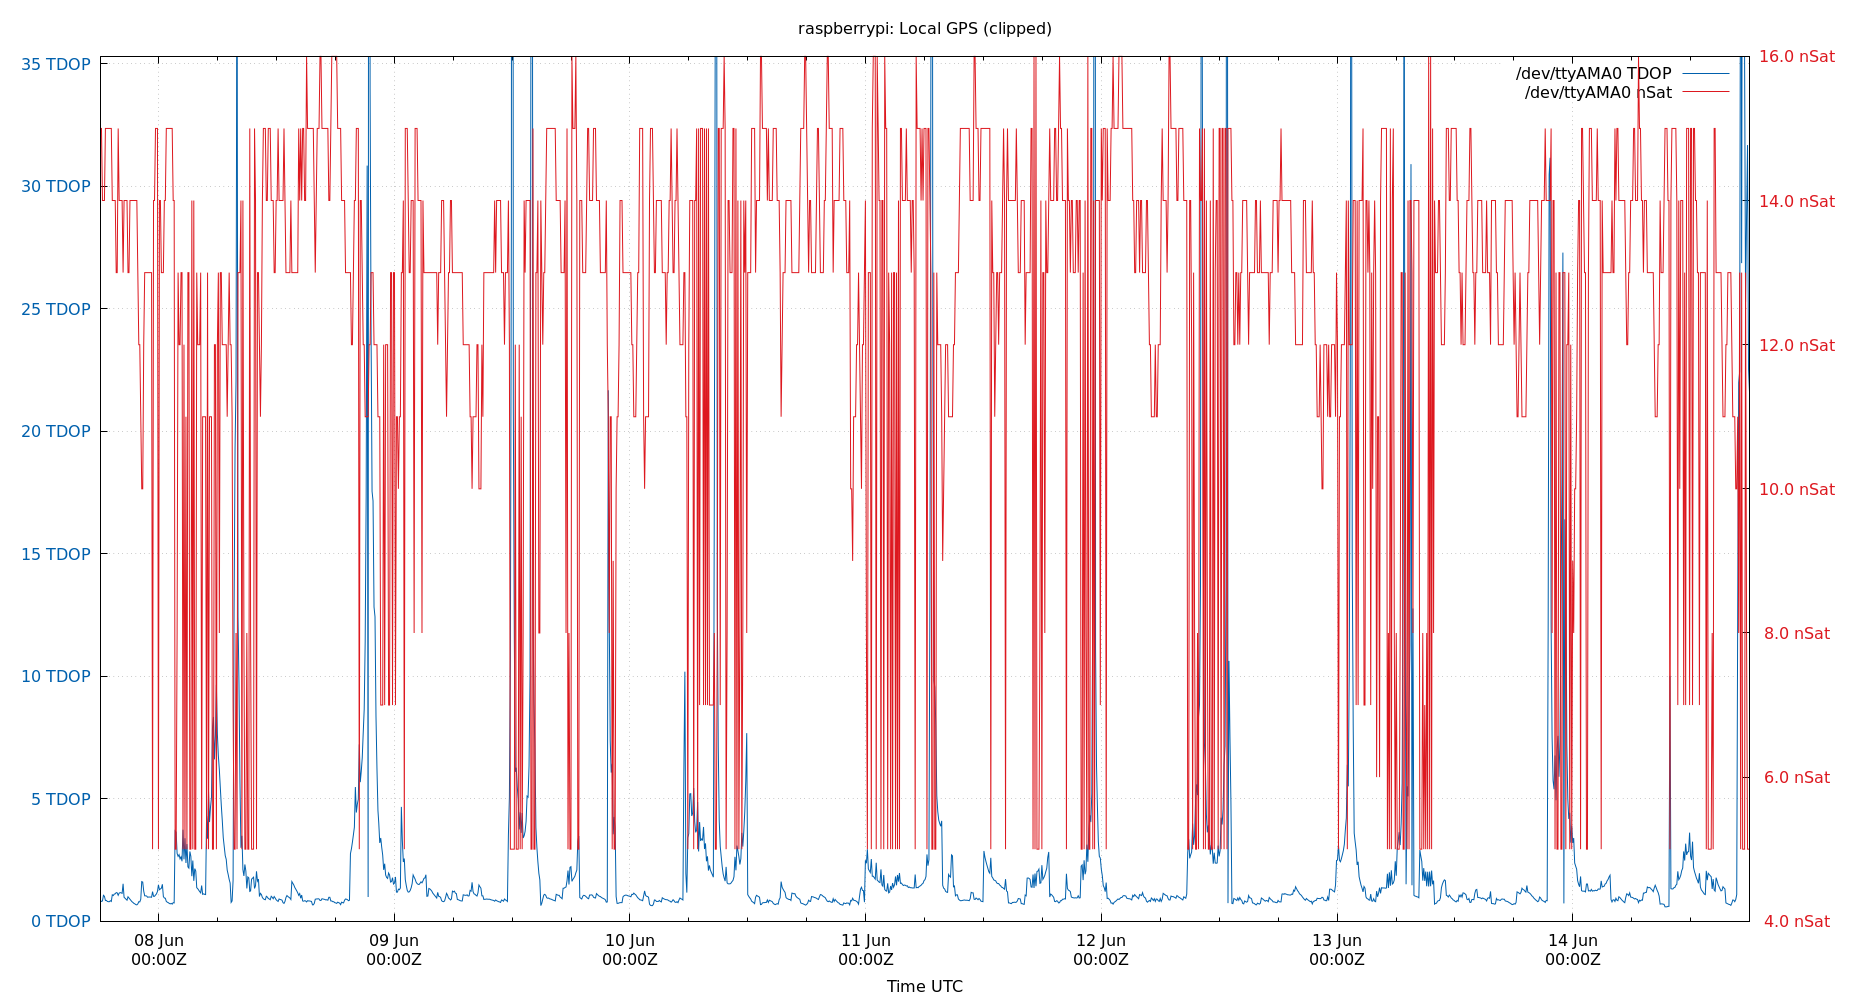 raspberrypi: Local GPS (clipped)
35 TDOP
30 TDOP
25 TDOP
20 TDOP
15 TDOP
10 TDOP
5 TDOP
0 TDOP
16.0 nSat
14.0 nSat
12.0 nSat
10.0 nSat
8.0 nSat
6.0 nSat
4.0 nSat
/dev/ttyAMA0 TDOP
/dev/ttyAMA0 nSat
08 Jun 09 Jun 10 Jun 11 Jun 12 Jun 13 Jun 14 Jun
00:00Z 00:00Z 00:00Z 00:00Z 00:00Z 00:00Z 00:00Z
Time UTC